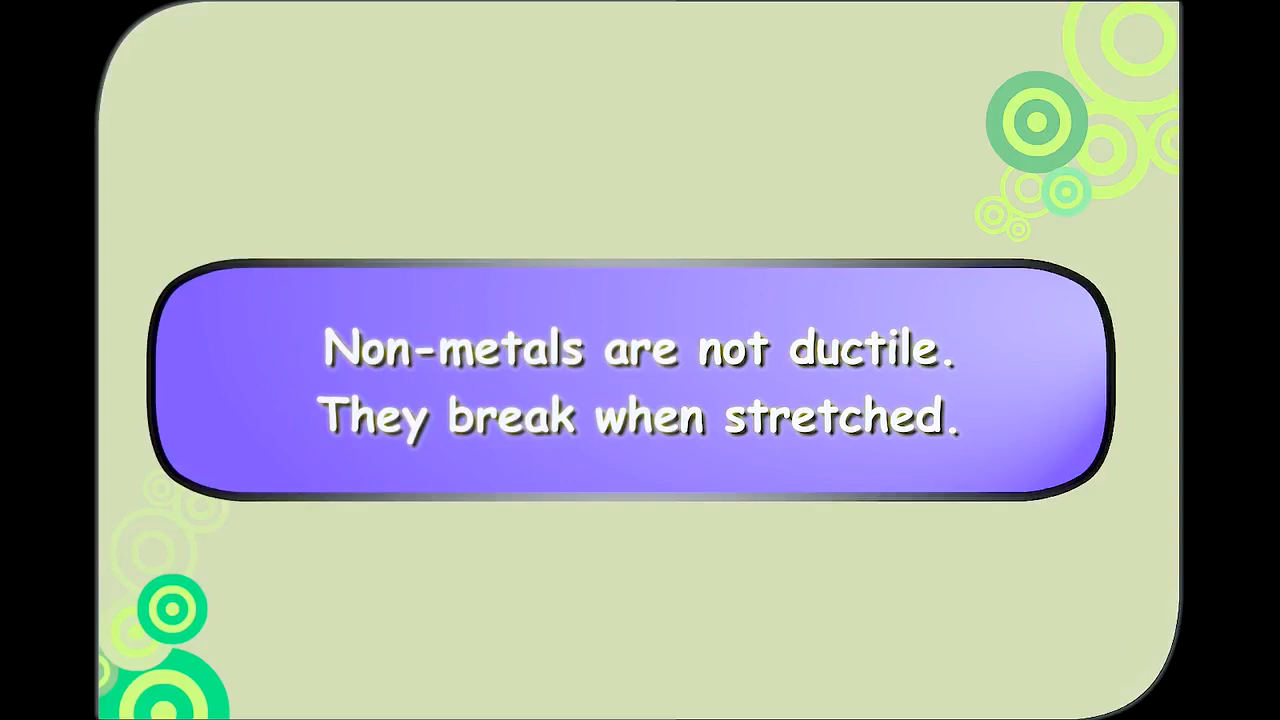 Non-metals are not ductile.
They break when stretched.